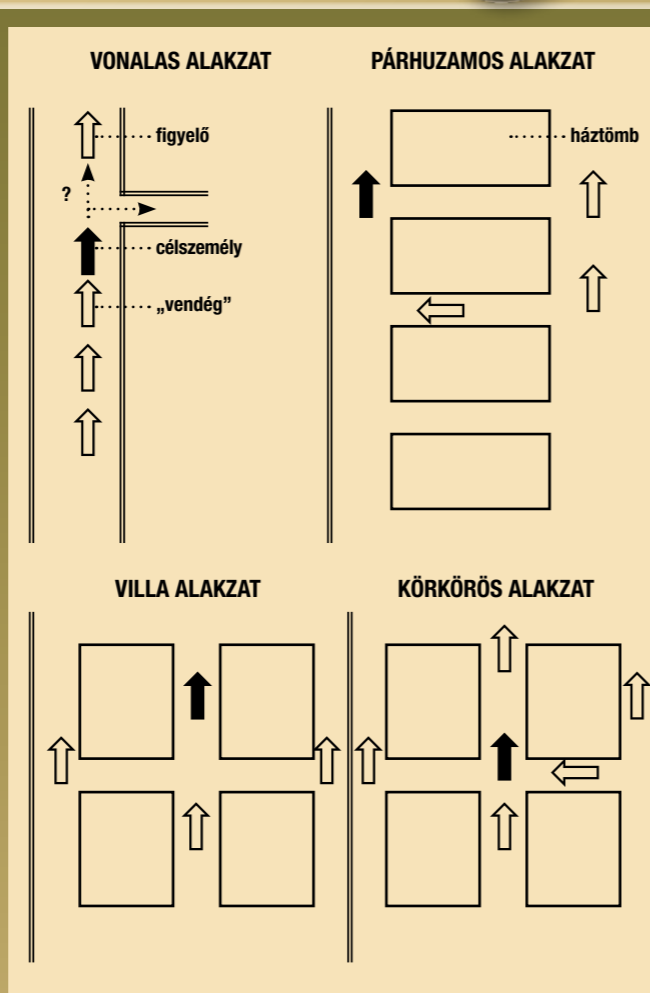 VONALAS ALAKZAT
figyelő
?
célszemély
„vendég”
PÁRHUZAMOS ALAKZAT
háztömb
VILLA ALAKZAT
KÖRKÖRÖS ALAKZAT